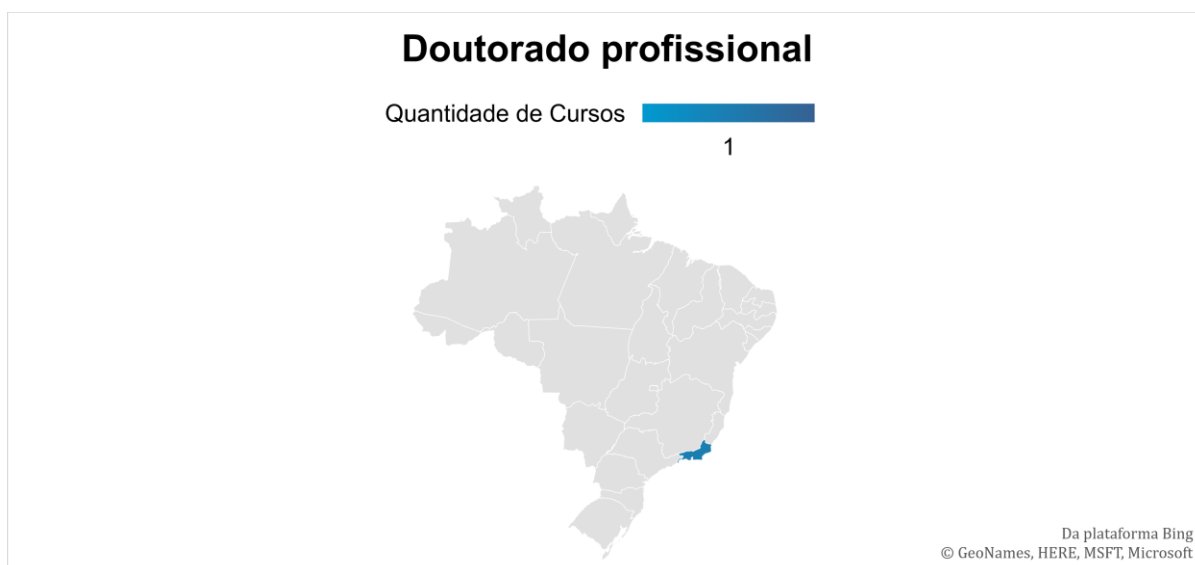 Doutorado profissional
Quantidade de Cursos
1
Da plataforma Bing
© GeoNames, HERE, MSFT, Microsoft